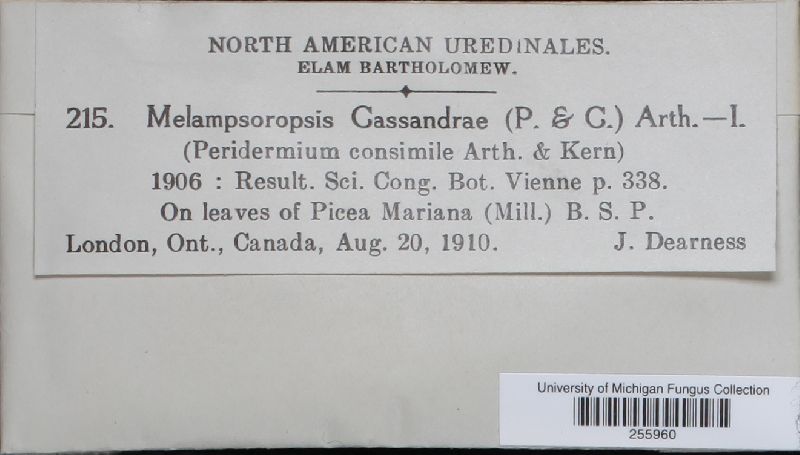 NORTH AMERICAN UREDINALES.
ELAM BARTHOLOMEW.
215. Melampsoropsis Cassandrae (P. & C.) Arth.—I.
(Peridermium consimile Arth. & Kern)
1906 : Result. Sci. Cong. Bot. Vienne p. 338.
On leaves of Picea Mariana (Mill.) B. S. P.
London, Ont., Canada, Aug. 20, 1910. J. Dearness
University of Michigan Fungus Collection
255960